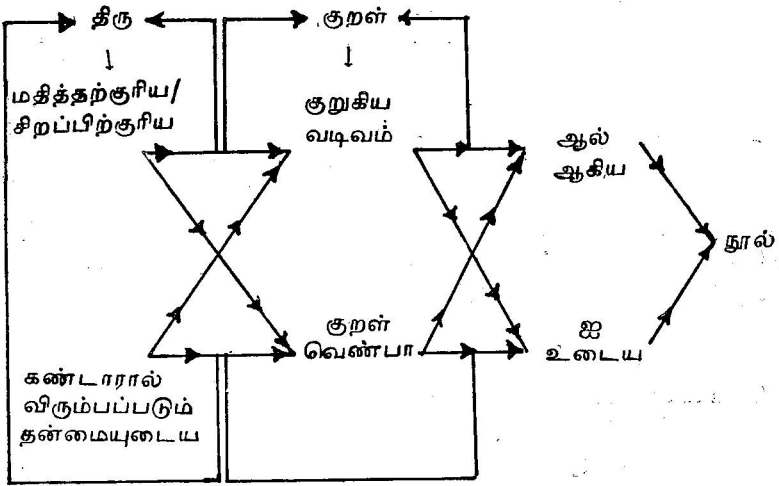 திரு
குறள்
மதித்தற்குரிய/
சிறப்பிற்குரிய
குறுகிய
வடிவம்
ஆல்
ஆகிய
நூல்
குறள்
வெண்பா
ஐ
உடைய
கண்டாரால்
விரும்பப்படும்
தன்மையுடைய